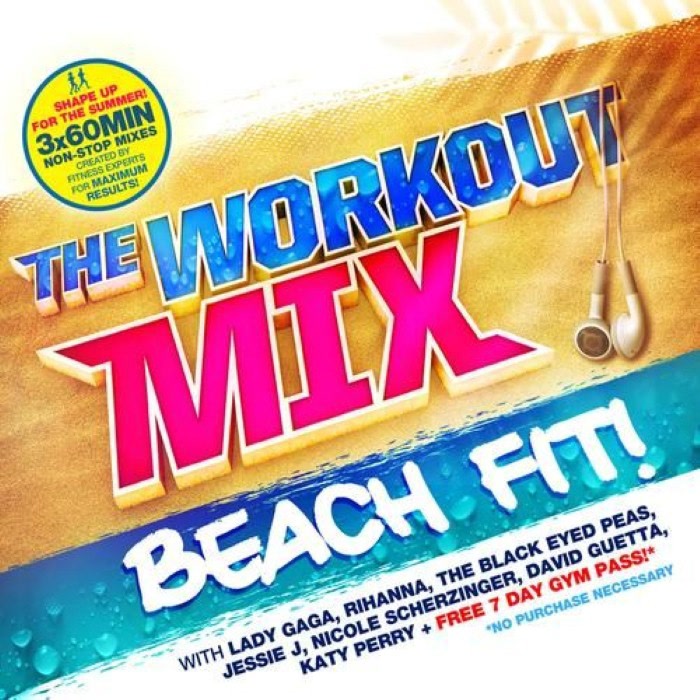 SHAPE UP
FOR THE SUMMER!
3x60MIN
NON-STOP MIXES
CREATED BY
FITNESS EXPERTS
FOR MAXIMUM
RESULTS!
THE WORKOUT
MIX
BEACH FIT!
WITH LADY GAGA, RIHANNA, THE BLACK EYED PEAS,
JESSIE J, NICOLE SCHERZINGER, DAVID GUETTA,
KATY PERRY + FREE 7 DAY GYM PASS!*
*NO PURCHASE NECESSARY